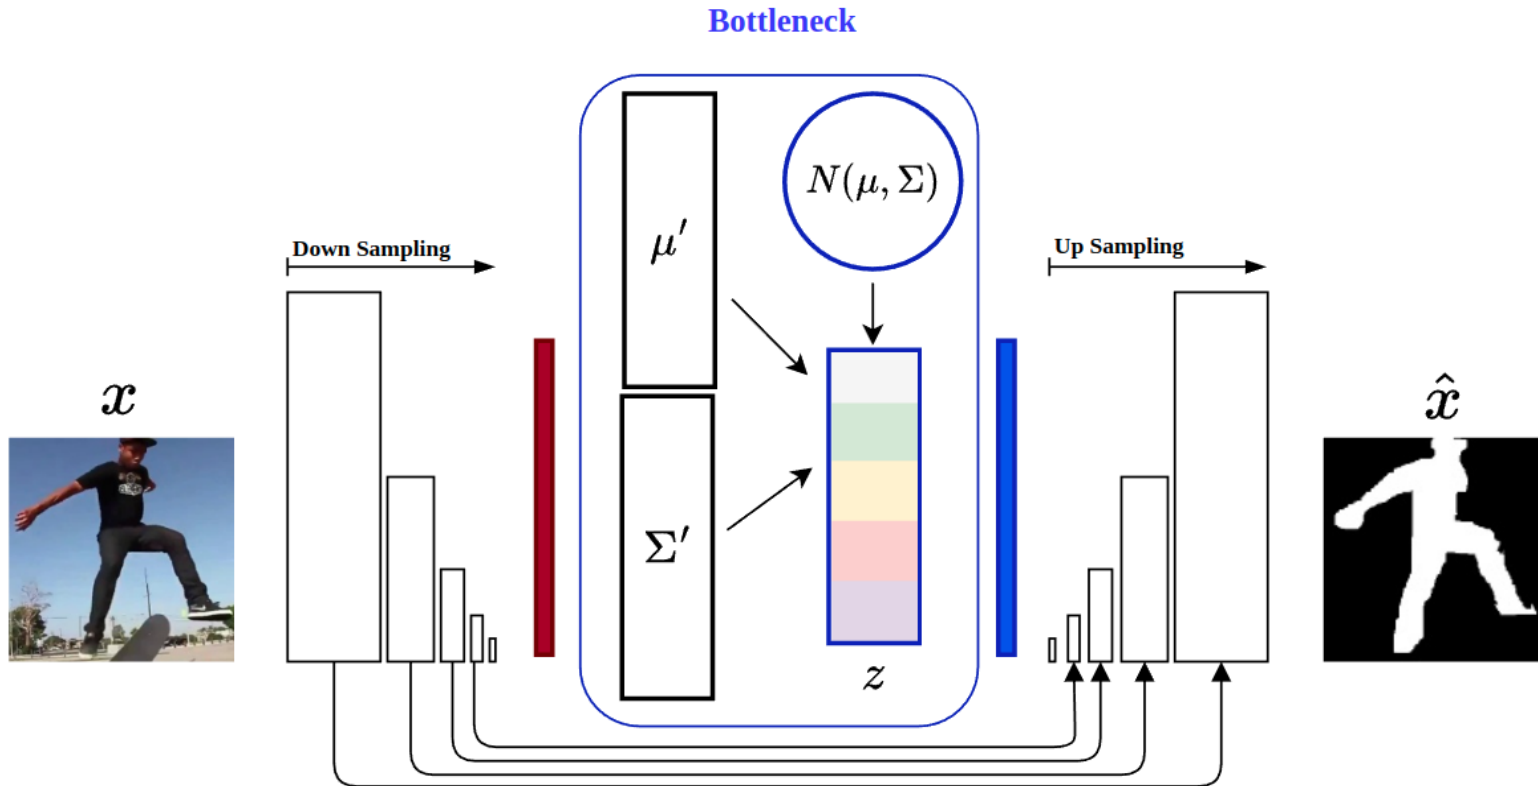 Bottleneck
Down Sampling
μ′
N(μ, Σ)
Up Sampling
x
Σ′
z
x̂